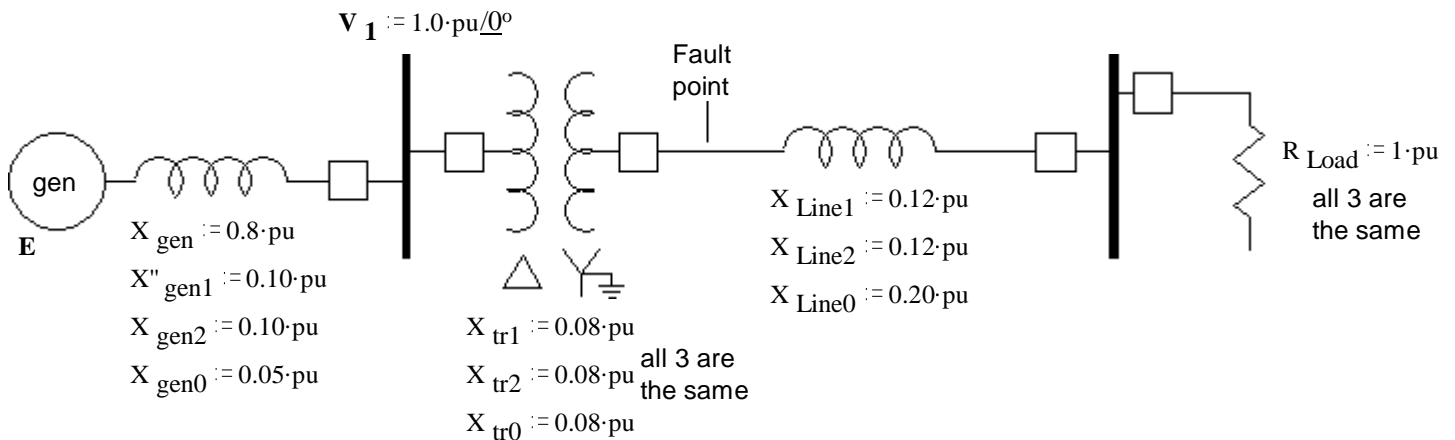 V 1 := 1.0·pu/0º
Fault
point
gen
E
X gen := 0.8·pu
X" gen1 := 0.10·pu
X gen2 := 0.10·pu
X gen0 := 0.05·pu
X tr1 := 0.08·pu
X tr2 := 0.08·pu
X tr0 := 0.08·pu
all 3 are
the same
X Line1 := 0.12·pu
X Line2 := 0.12·pu
X Line0 := 0.20·pu
R Load := 1·pu
all 3 are
the same